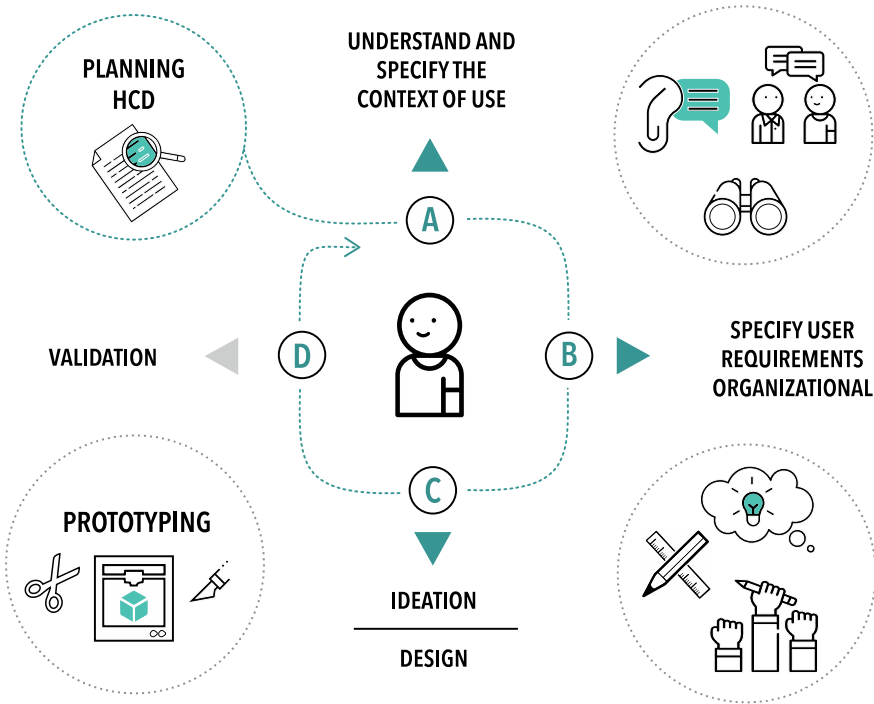 PLANNING
HCD
UNDERSTAND AND
SPECIFY THE
CONTEXT OF USE
A
VALIDATION
D
B
SPECIFY USER
REQUIREMENTS
ORGANIZATIONAL
C
PROTOTYPING
IDEATION
DESIGN